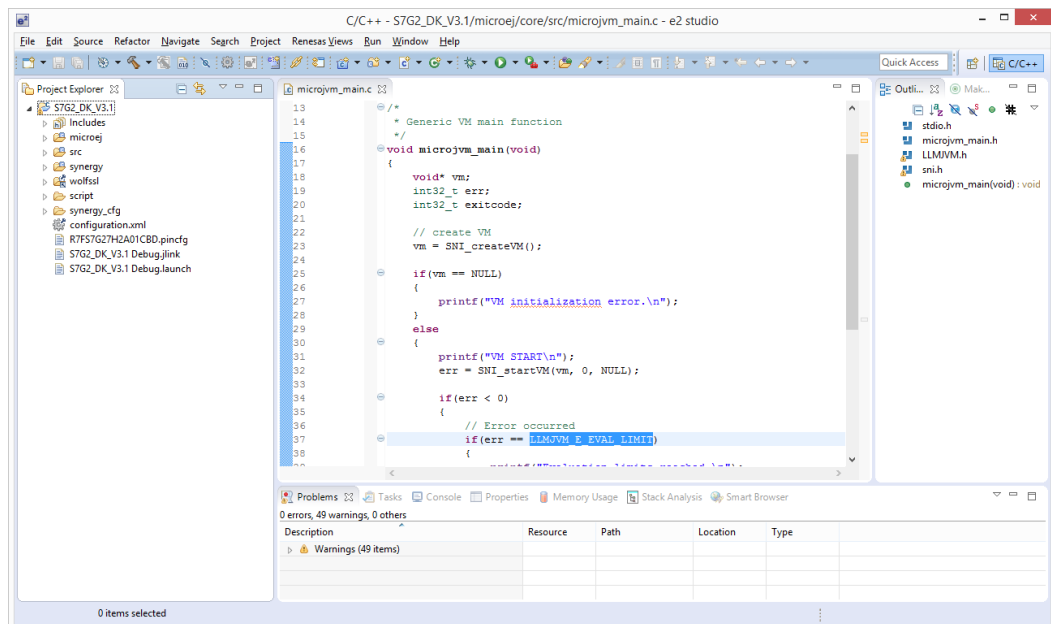 C/C++ - S7G2_DK_V3.1/microej/core/src/microjvm_main.c - e2 studio
File Edit Source Refactor Navigate Search Project Renesas Views Run Window Help
Quick Access
C/C++
Project Explorer
S7G2_DK_V3.1
Includes
microej
src
synergy
wolfssl
script
synergy_cfg
configuration.xml
R7FS7G27H2A01CBD.pincfg
S7G2_DK_V3.1 Debug.jlink
S7G2_DK_V3.1 Debug.launch
microjvm_main.c
13 /*
14 * Generic VM main function
15 */
16 void microjvm_main(void)
17 {
18 void* vm;
19 int32_t err;
20 int32_t exitcode;
21
22 // create VM
23 vm = SNI_createVM();
24
25 if(vm == NULL)
26 {
27 printf("VM initialization error.\n");
28 }
29 else
30 {
31 printf("VM START\n");
32 err = SNI_startVM(vm, 0, NULL);
33
34 if(err < 0)
35 {
36 // Error occurred
37 if(err == LLMJVM_E_EVAL_LIMIT)
38 {
Outli... Mak...
stdio.h
microjvm_main.h
LLMJVM.h
sni.h
microjvm_main(void) : void
Problems Tasks Console Properties Memory Usage Stack Analysis Smart Browser
0 errors, 49 warnings, 0 others
Description Resource Path Location Type
Warnings (49 items)
0 items selected